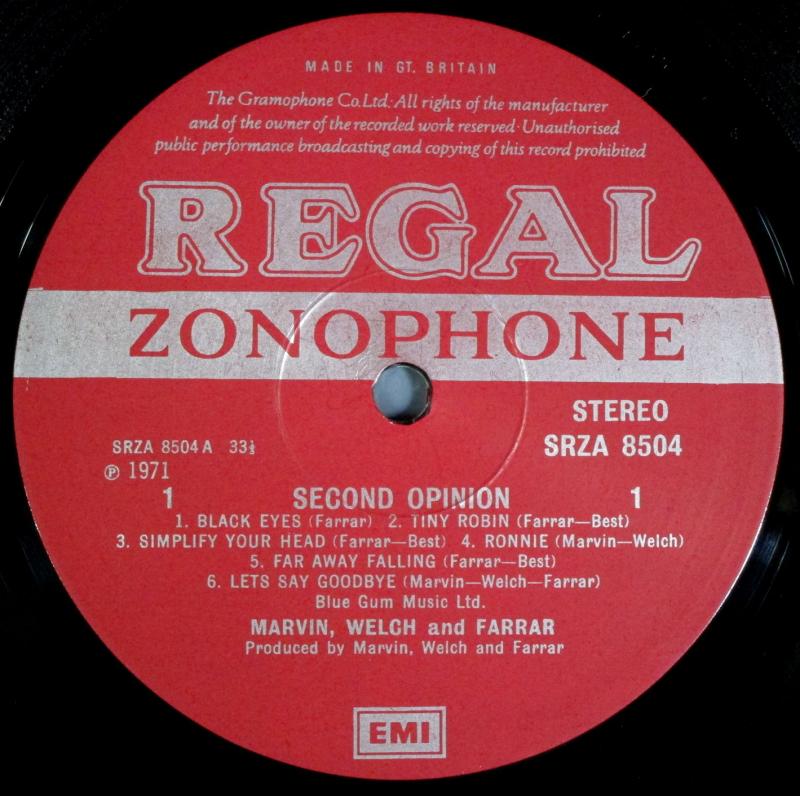 MADE IN GT. BRITAIN
The Gramophone Co.Ltd. All rights of the manufacturer
and of the owner of the recorded work reserved · Unauthorised
public performance broadcasting and copying of this record prohibited
REGAL
ZONOPHONE
STEREO
SRZA 8504
SRZA 8504 A 33⅓
℗ 1971
1 SECOND OPINION 1
1. BLACK EYES (Farrar) 2. TINY ROBIN (Farrar—Best)
3. SIMPLIFY YOUR HEAD (Farrar—Best) 4. RONNIE (Marvin—Welch)
5. FAR AWAY FALLING (Farrar—Best)
6. LETS SAY GOODBYE (Marvin—Welch—Farrar)
Blue Gum Music Ltd.
MARVIN, WELCH and FARRAR
Produced by Marvin, Welch and Farrar
EMI